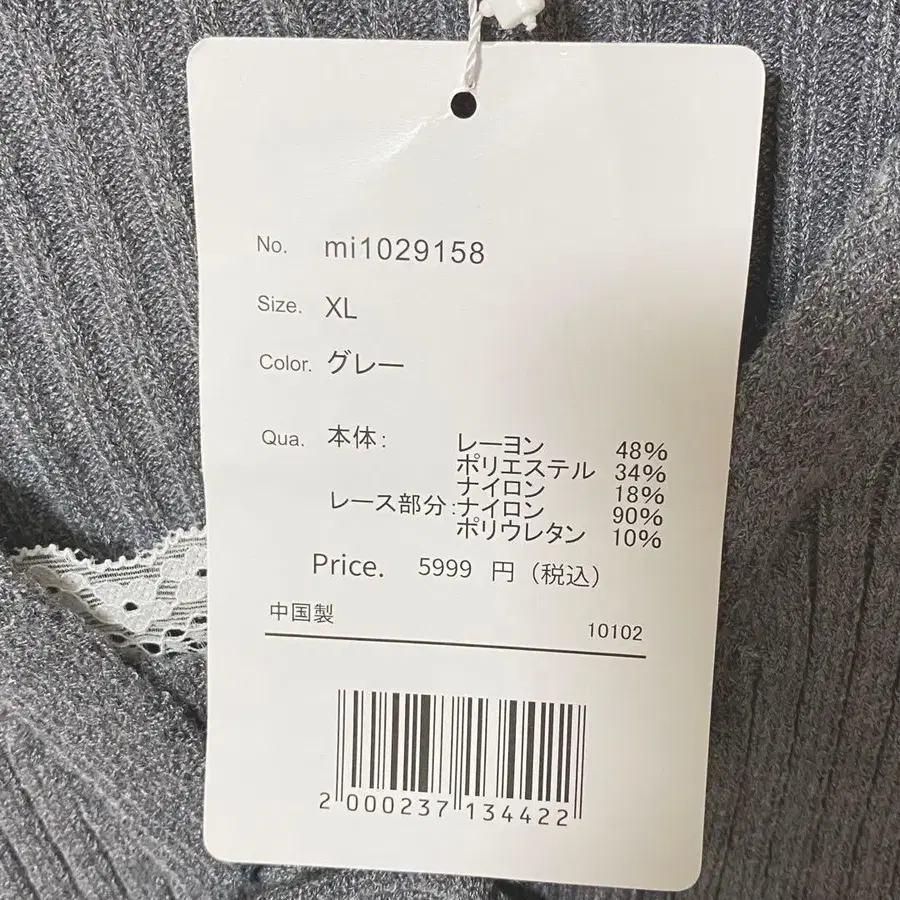 No. mi1029158
Size. XL
Color. グレー
Qua. 本体: レーヨン 48%
ポリエステル 34%
ナイロン 18%
レース部分:ナイロン 90%
ポリウレタン 10%
Price. 5999 円 (税込)
中国製 10102
2 000237 134422